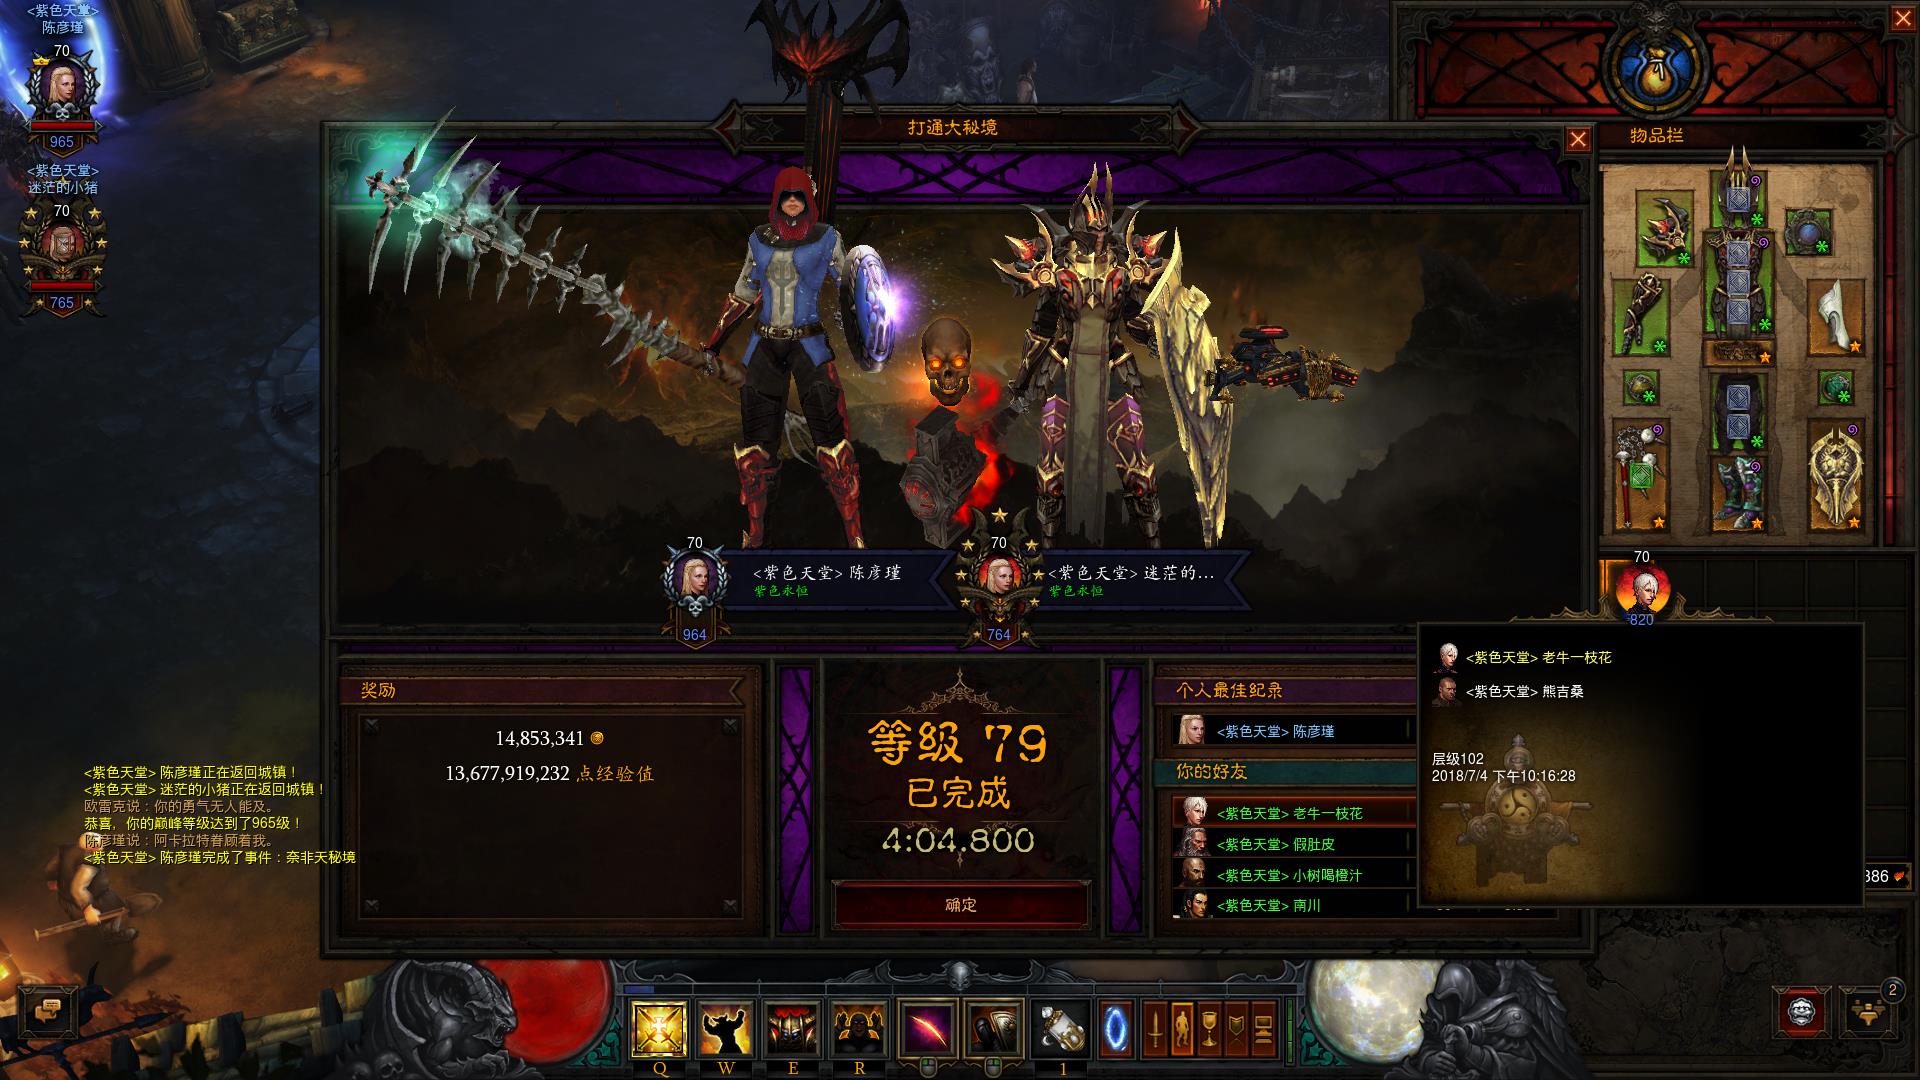 <紫色天堂>
陈彦瑾
70
965
<紫色天堂>
迷茫的小猪
70
765
打通大秘境
物品栏
70
<紫色天堂> 陈彦瑾
紫色永恒
964
70
<紫色天堂> 迷茫的...
紫色永恒
764
70
820
<紫色天堂> 老牛一枝花
<紫色天堂> 熊吉桑
层级102
2018/7/4 下午10:16:28
奖励
14,853,341
13,677,919,232 点经验值
等级 79
已完成
4:04.800
确定
个人最佳纪录
<紫色天堂> 陈彦瑾
你的好友
<紫色天堂> 老牛一枝花
<紫色天堂> 假肚皮
<紫色天堂> 小树喝橙汁
<紫色天堂> 南川
386
<紫色天堂> 陈彦瑾正在返回城镇！
<紫色天堂> 迷茫的小猪正在返回城镇！
欧雷克说：你的勇气无人能及。
恭喜，你的巅峰等级达到了965级！
陈彦瑾说：阿卡拉特眷顾着我。
<紫色天堂> 陈彦瑾完成了事件：奈非天秘境
Q
W
E
R
1
2